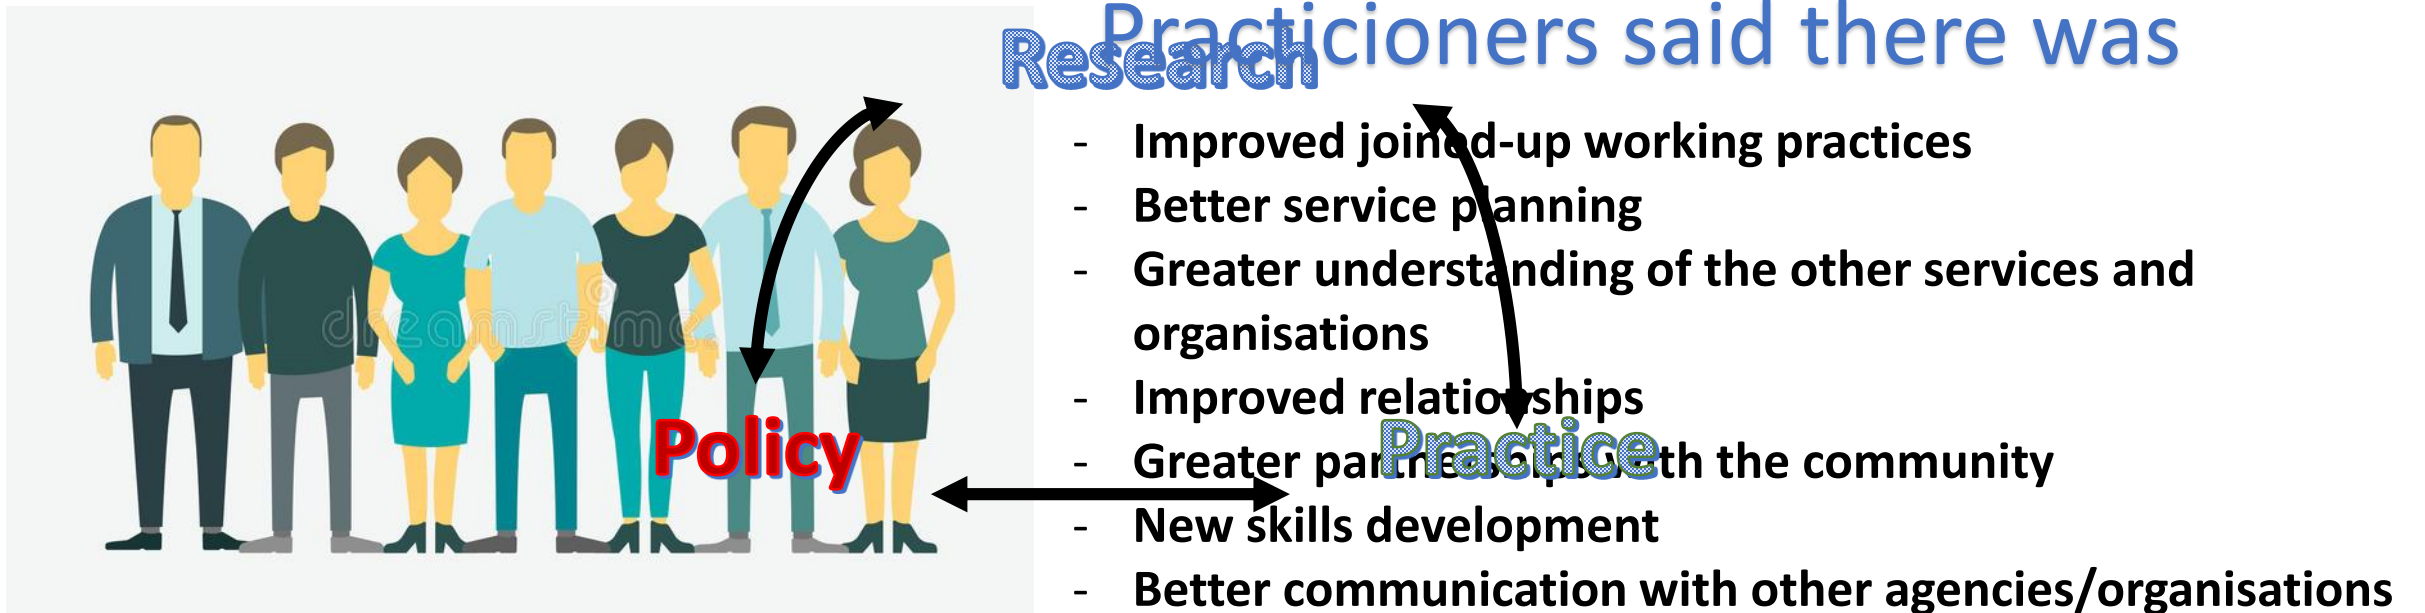 Practicioners said there was
Research
- Improved joined-up working practices
- Better service planning
- Greater understanding of the other services and
organisations
- Improved relationships
Policy
Practice
- Greater partnerships with the community
- New skills development
- Better communication with other agencies/organisations
dreamstime